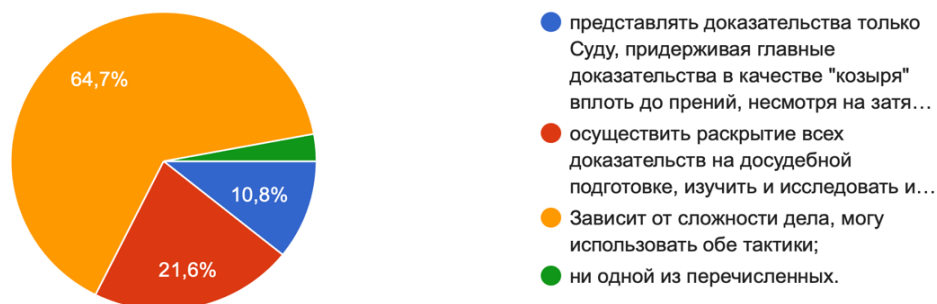 64,7%
10,8%
21,6%
представлять доказательства только
Суду, придерживая главные
доказательства в качестве "козыря"
вплоть до прений, несмотря на затя…
осуществить раскрытие всех
доказательств на досудебной
подготовке, изучить и исследовать и…
Зависит от сложности дела, могу
использовать обе тактики;
ни одной из перечисленных.